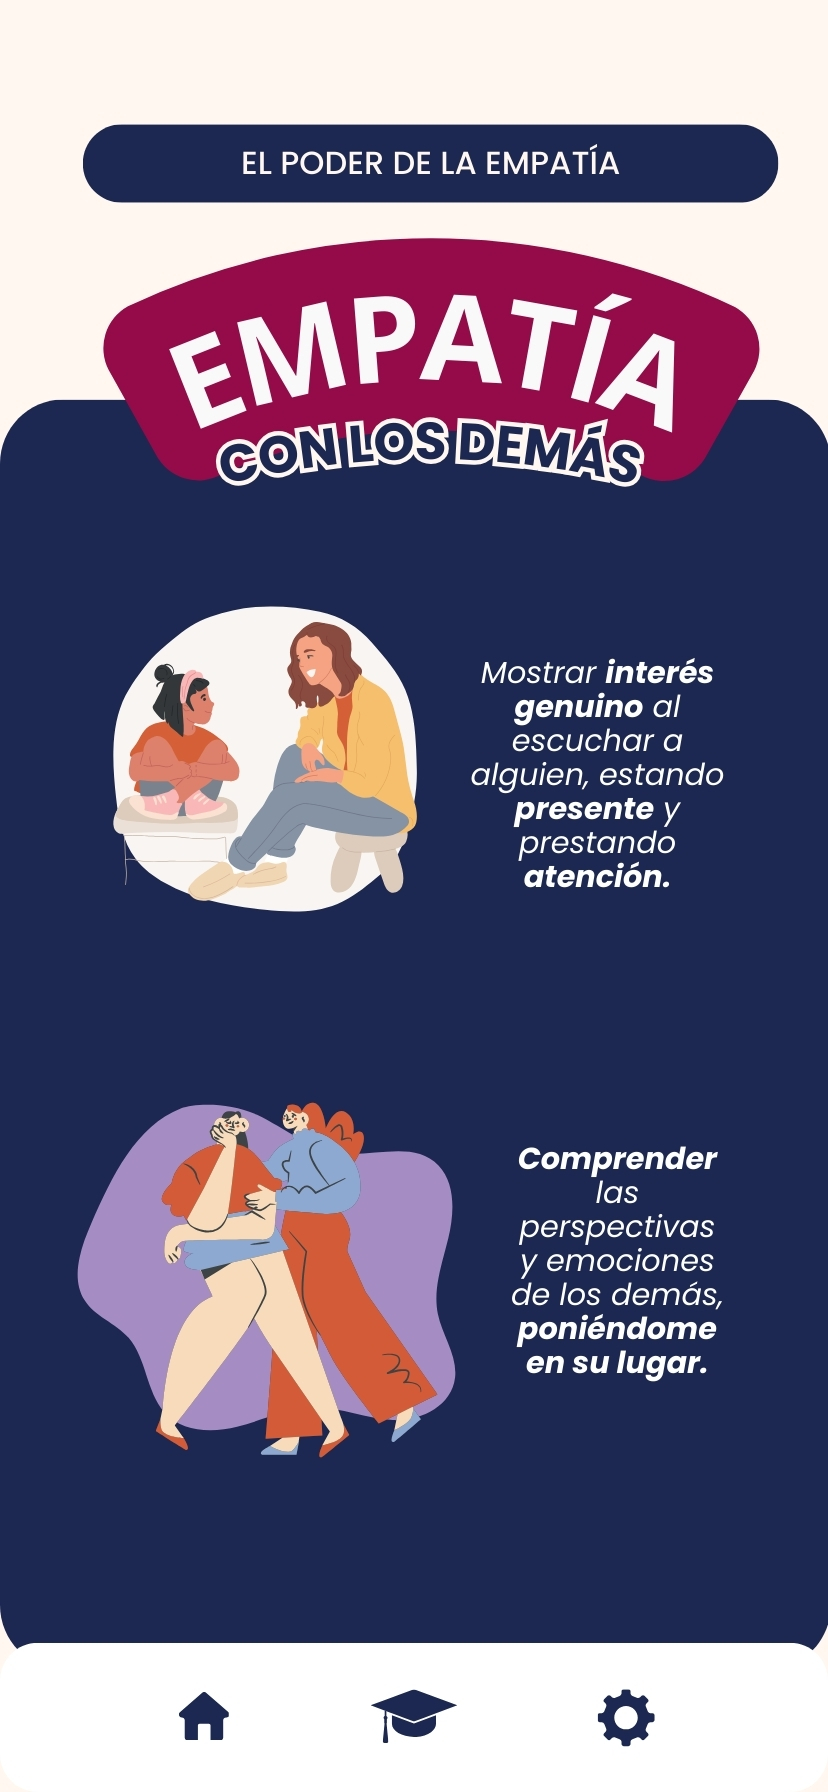 EL PODER DE LA EMPATÍA
EMPATÍA
CON LOS DEMÁS
Mostrar interés
genuino al
escuchar a
alguien, estando
presente y
prestando
atención.
Comprender
las
perspectivas
y emociones
de los demás,
poniéndome
en su lugar.